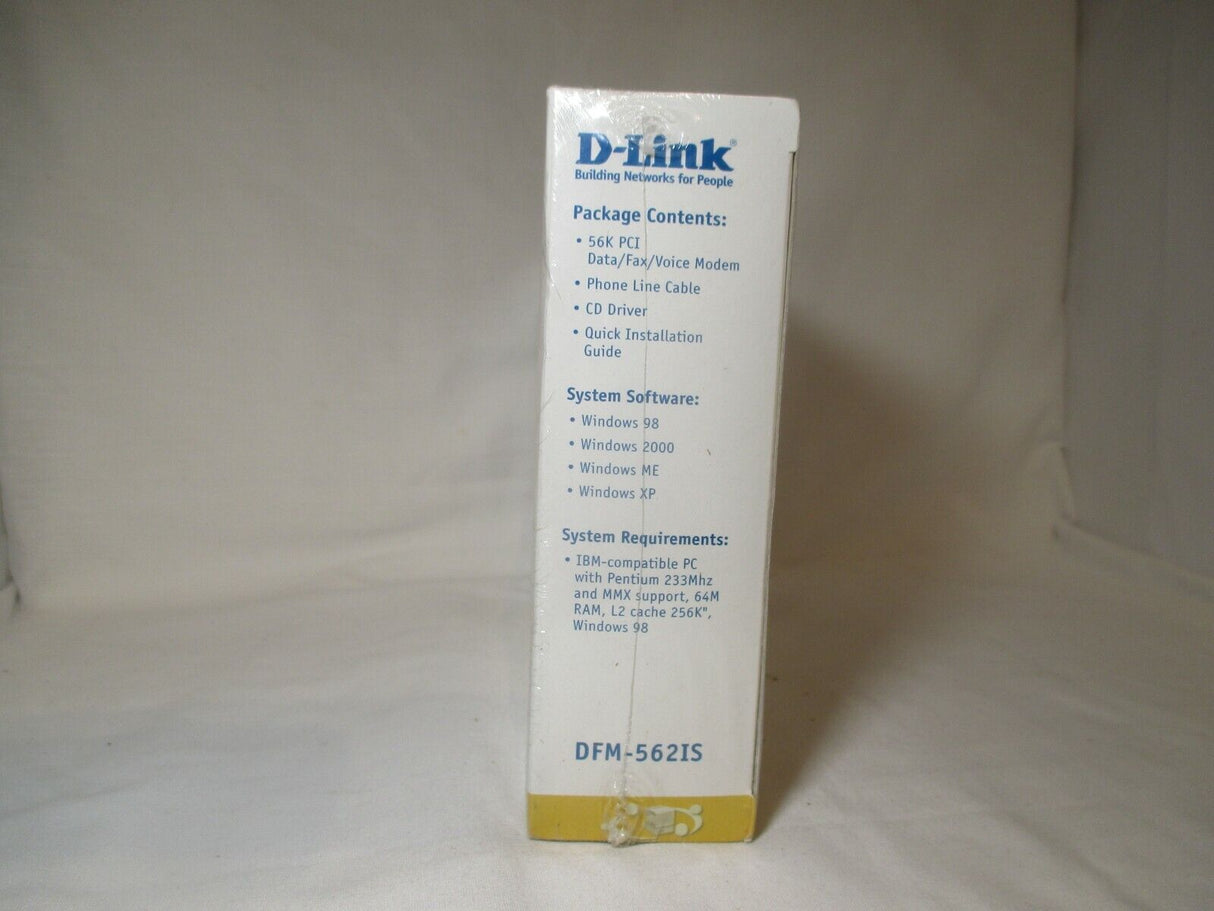 D-Link®
Building Networks for People
Package Contents:
• 56K PCI
Data/Fax/Voice Modem
• Phone Line Cable
• CD Driver
• Quick Installation
Guide
System Software:
• Windows 98
• Windows 2000
• Windows ME
• Windows XP
System Requirements:
• IBM-compatible PC
with Pentium 233Mhz
and MMX support, 64M
RAM, L2 cache 256K",
Windows 98
DFM-562IS